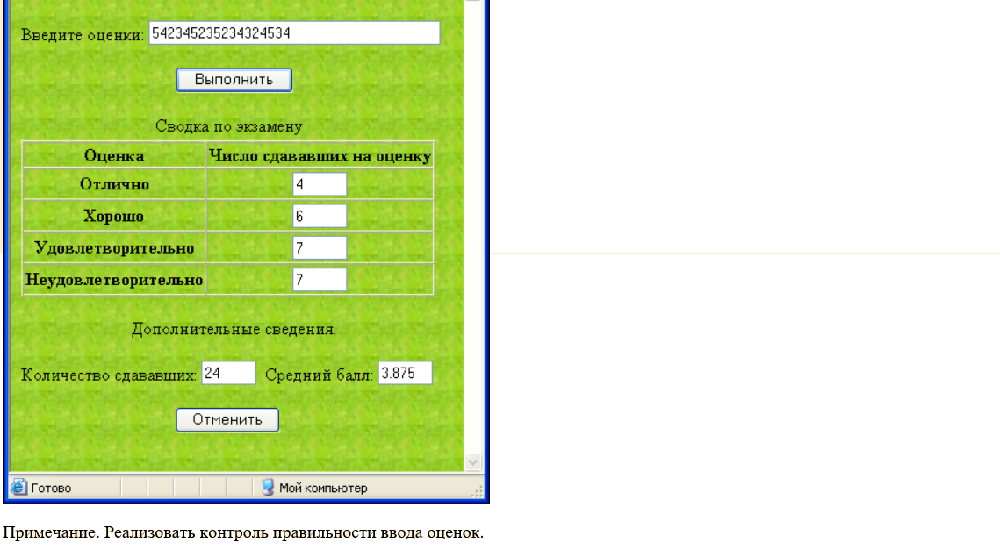 Введите оценки: 542345235234324534
Выполнить
Сводка по экзамену
Оценка Число сдававших на оценку
Отлично 4
Хорошо 6
Удовлетворительно 7
Неудовлетворительно 7
Дополнительные сведения.
Количество сдававших: 24 Средний балл: 3.875
Отменить
Готово Мой компьютер
Примечание. Реализовать контроль правильности ввода оценок.